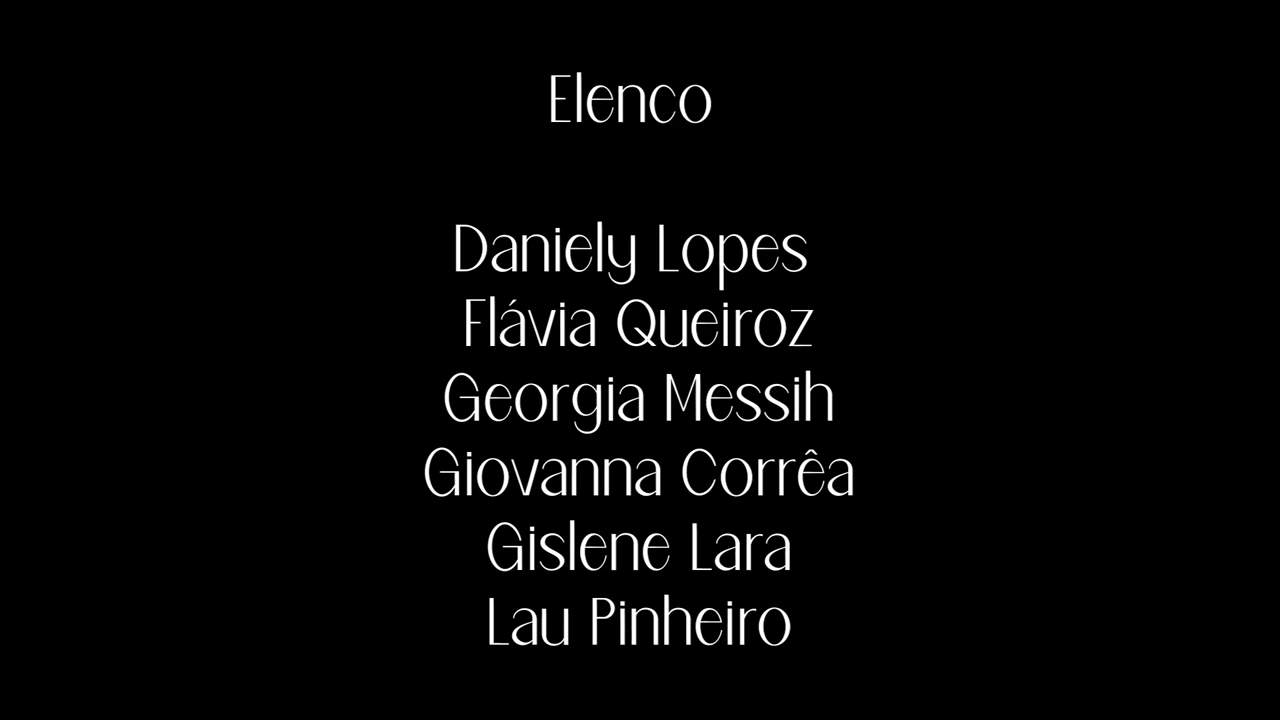 Elenco
Daniely Lopes
Flávia Queiroz
Georgia Messih
Giovanna Corrêa
Gislene Lara
Lau Pinheiro